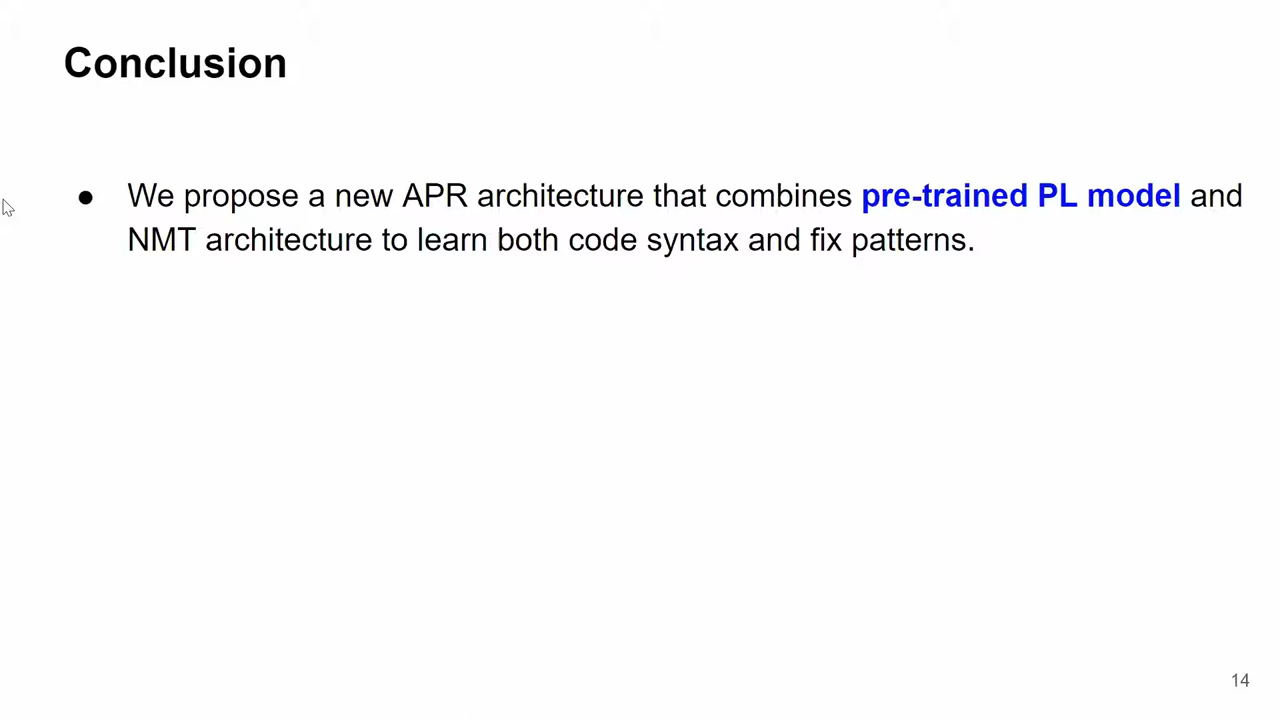 Conclusion
● We propose a new APR architecture that combines pre-trained PL model and
NMT architecture to learn both code syntax and fix patterns.
14